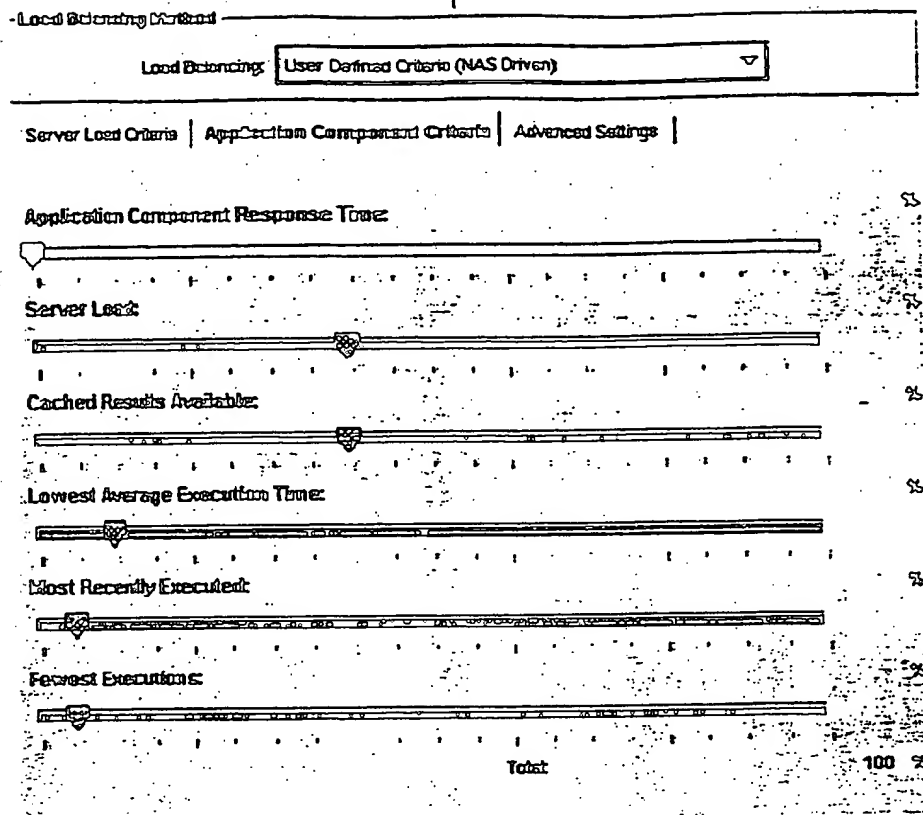 Load Balancing Method
Load Balancing: User Defined Criteria (NAS Driven)
Server Load Criteria | Application Component Criteria | Advanced Settings |
Application Component Response Time: %
Server Load: %
Cached Results Available: %
Lowest Average Execution Time: %
Most Recently Executed: %
Fewest Executions: %
Total: 100 %